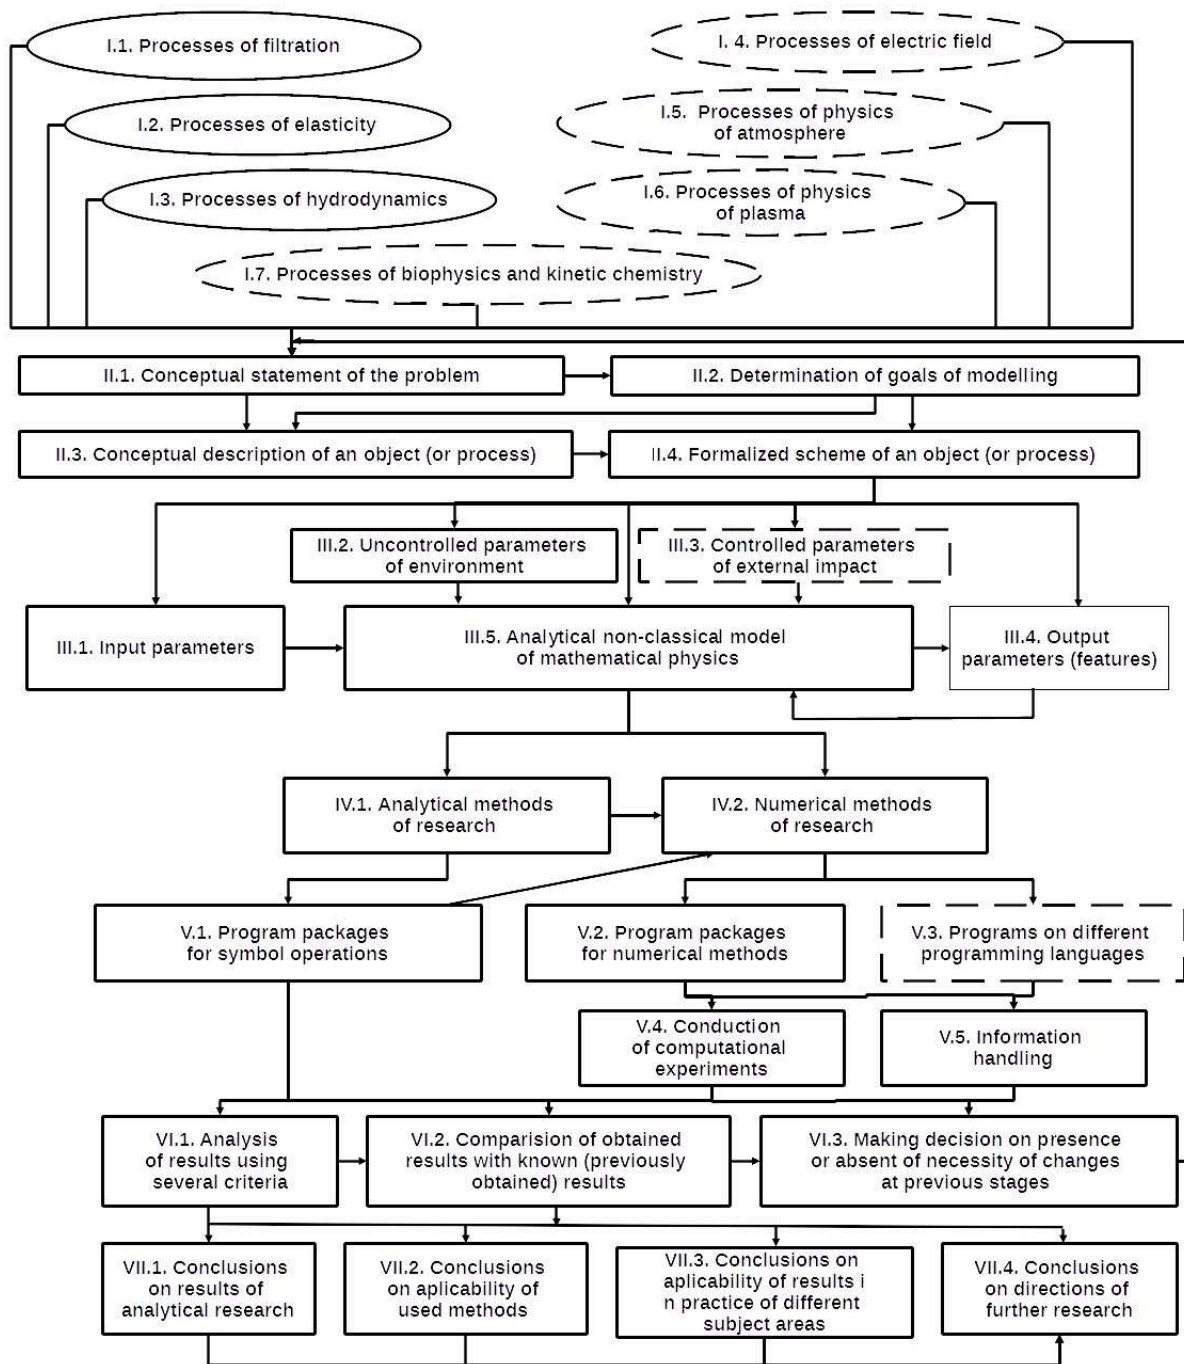 I.1. Processes of filtration
I. 4. Processes of electric field
I.2. Processes of elasticity
I.5. Processes of physics
of atmosphere
I.3. Processes of hydrodynamics
I.6. Processes of physics
of plasma
I.7. Processes of biophysics and kinetic chemistry
II.1. Conceptual statement of the problem
II.2. Determination of goals of modelling
II.3. Conceptual description of an object (or process)
II.4. Formalized scheme of an object (or process)
III.2. Uncontrolled parameters
of environment
III.3. Controlled parameters
of external impact
III.1. Input parameters
III.5. Analytical non-classical model
of mathematical physics
III.4. Output
parameters (features)
IV.1. Analytical methods
of research
IV.2. Numerical methods
of research
V.1. Program packages
for symbol operations
V.2. Program packages
for numerical methods
V.3. Programs on different
programming languages
V.4. Conduction
of computational
experiments
V.5. Information
handling
VI.1. Analysis
of results using
several criteria
VI.2. Comparision of obtained
results with known (previously
obtained) results
VI.3. Making decision on presence
or absent of necessity of changes
at previous stages
VII.1. Conclusions
on results of
analytical research
VII.2. Conclusions
on aplicability of
used methods
VII.3. Conclusions on
aplicability of results i
n practice of different
subject areas
VII.4. Conclusions
on directions of
further research